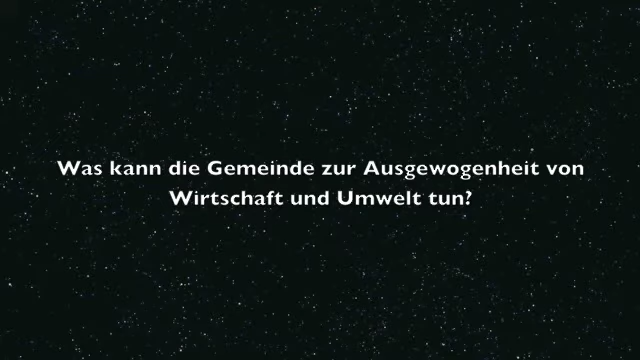 Was kann die Gemeinde zur Ausgewogenheit von
Wirtschaft und Umwelt tun?